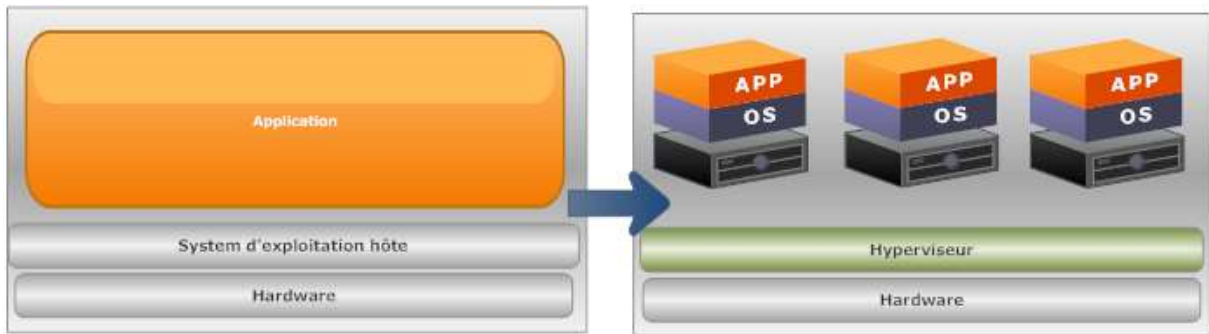 Application
System d'exploitation hôte
Hardware
APP
OS
APP
OS
APP
OS
Hyperviseur
Hardware